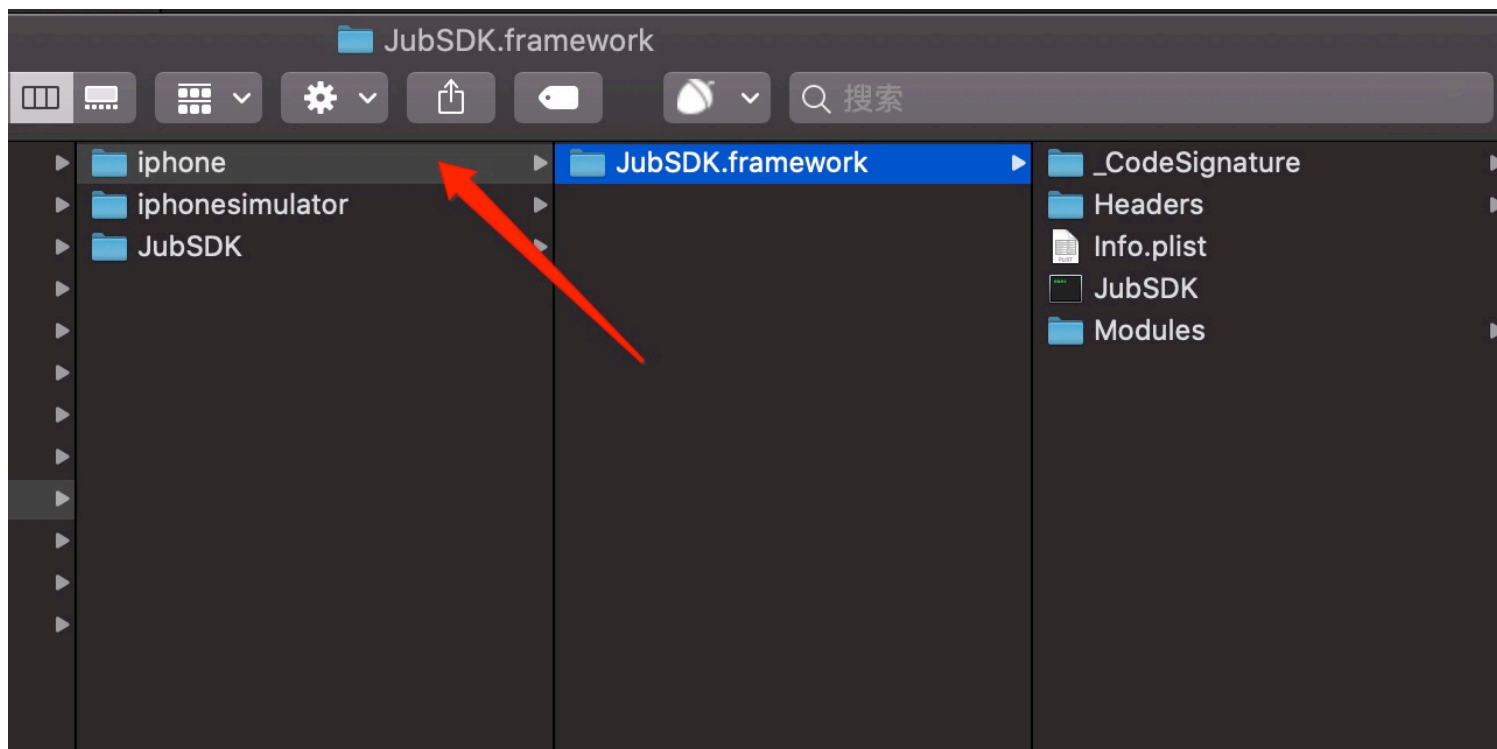 JubSDK.framework
搜索
iphone
iphonesimulator
JubSDK
JubSDK.framework
_CodeSignature
Headers
Info.plist
JubSDK
Modules